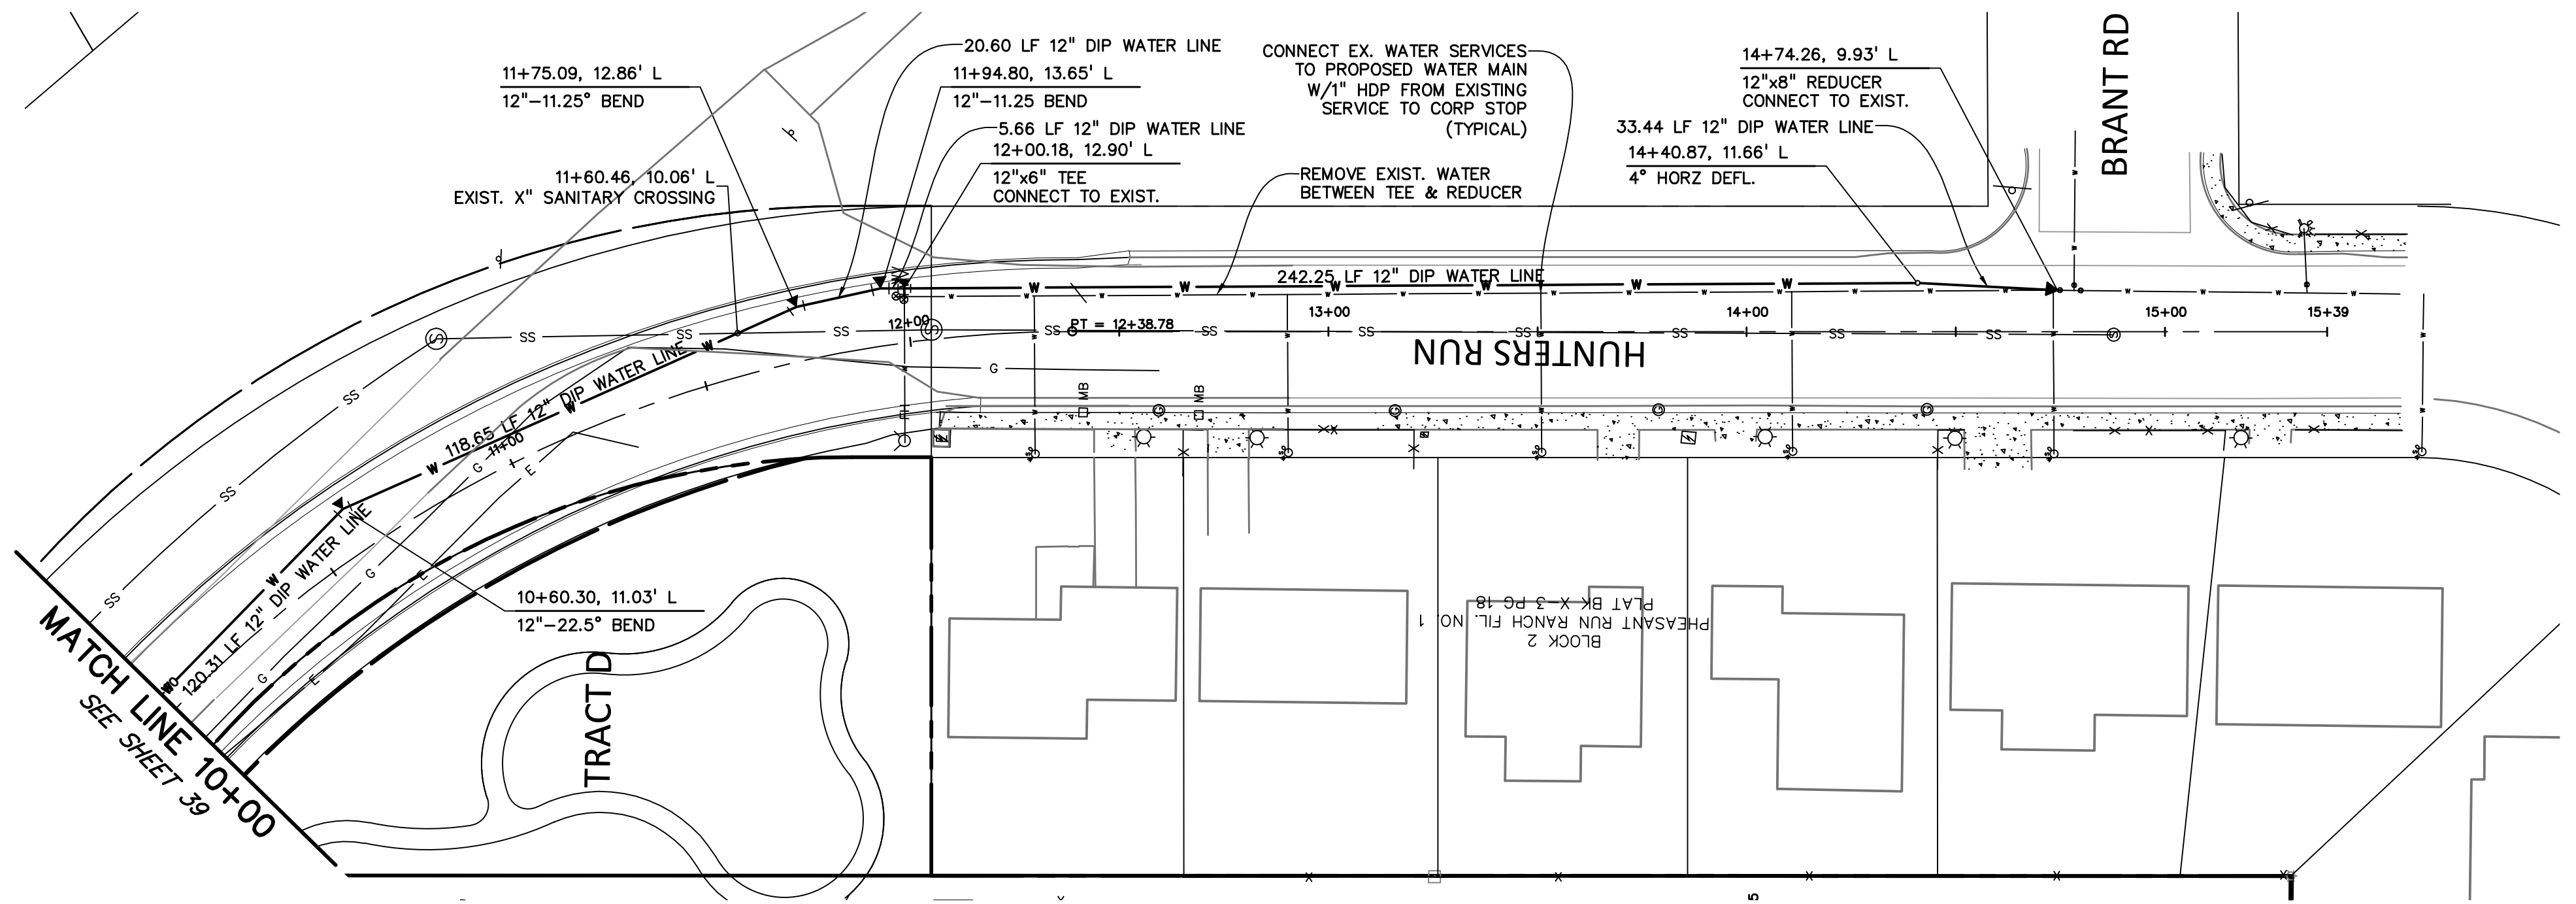 20.60 LF 12" DIP WATER LINE
11+75.09, 12.86' L
12"-11.25° BEND
11+94.80, 13.65' L
12"-11.25 BEND
5.66 LF 12" DIP WATER LINE
12+00.18, 12.90' L
12"x6" TEE
CONNECT TO EXIST.
11+60.46, 10.06' L
EXIST. X" SANITARY CROSSING
CONNECT EX. WATER SERVICES
TO PROPOSED WATER MAIN
W/1" HDP FROM EXISTING
SERVICE TO CORP STOP
(TYPICAL)
REMOVE EXIST. WATER
BETWEEN TEE & REDUCER
14+74.26, 9.93' L
12"x8" REDUCER
CONNECT TO EXIST.
33.44 LF 12" DIP WATER LINE
14+40.87, 11.66' L
4° HORZ DEFL.
BRANT RD
242.25 LF 12" DIP WATER LINE
12+00
PT = 12+38.78
13+00
14+00
15+00
15+39
HUNTERS RUN
118.65 LF 12" DIP WATER LINE
11+00
MB
MB
10+60.30, 11.03' L
12"-22.5° BEND
120.31 LF 12" DIP WATER LINE
MATCH LINE 10+00
SEE SHEET 39
TRACT D
BLOCK 2
PHEASANT RUN RANCH FIL. NO. 1
PLAT BK X-3 PG 18